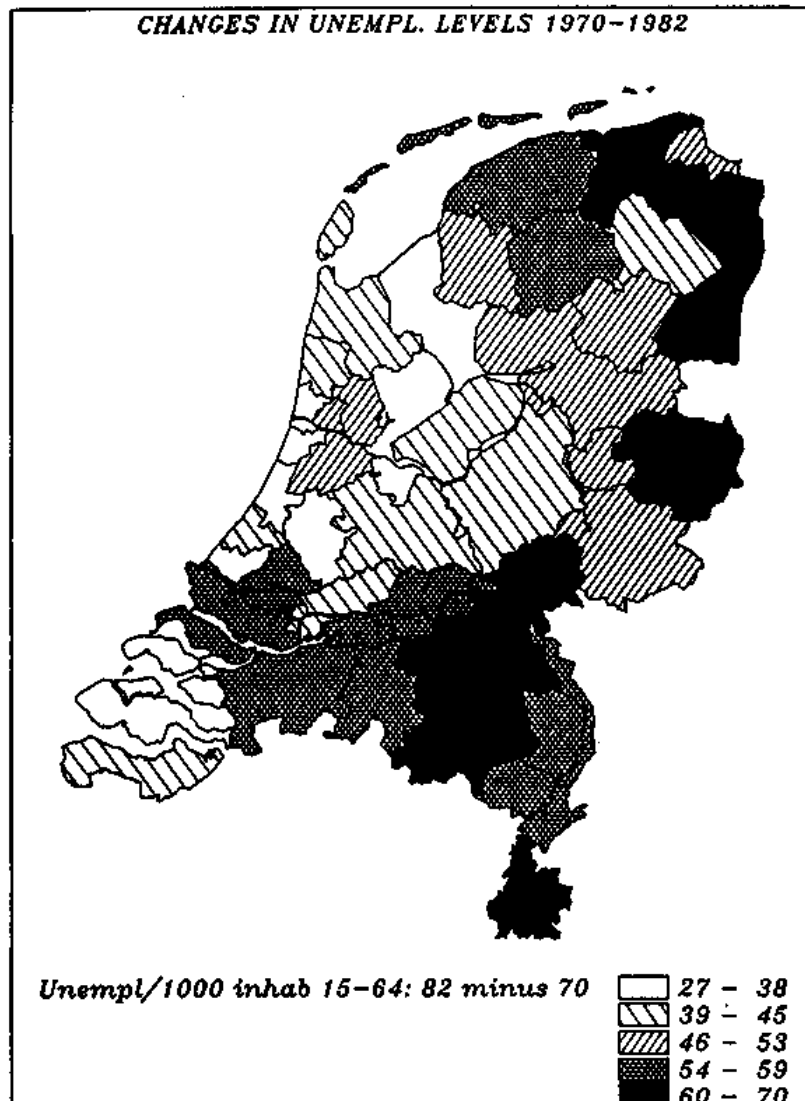 CHANGES IN UNEMPL. LEVELS 1970-1982
Unempl/1000 inhab 15-64: 82 minus 70
27 - 38
39 - 45
46 - 53
54 - 59
60 - 70